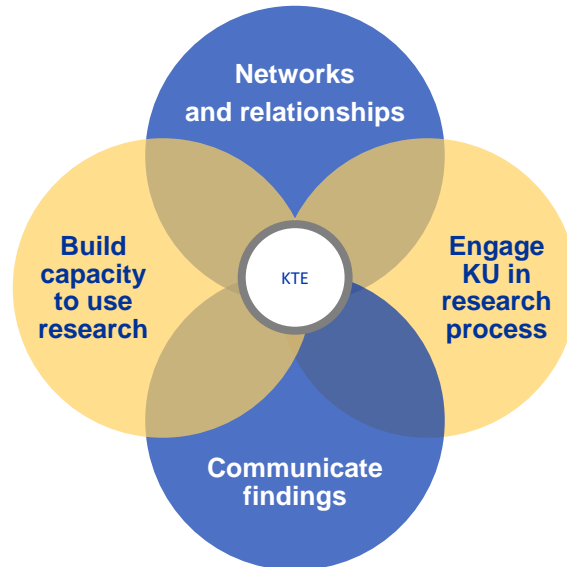 Networks
and relationships
Build
capacity
to use
research
KTE
Engage
KU in
research
process
Communicate
findings